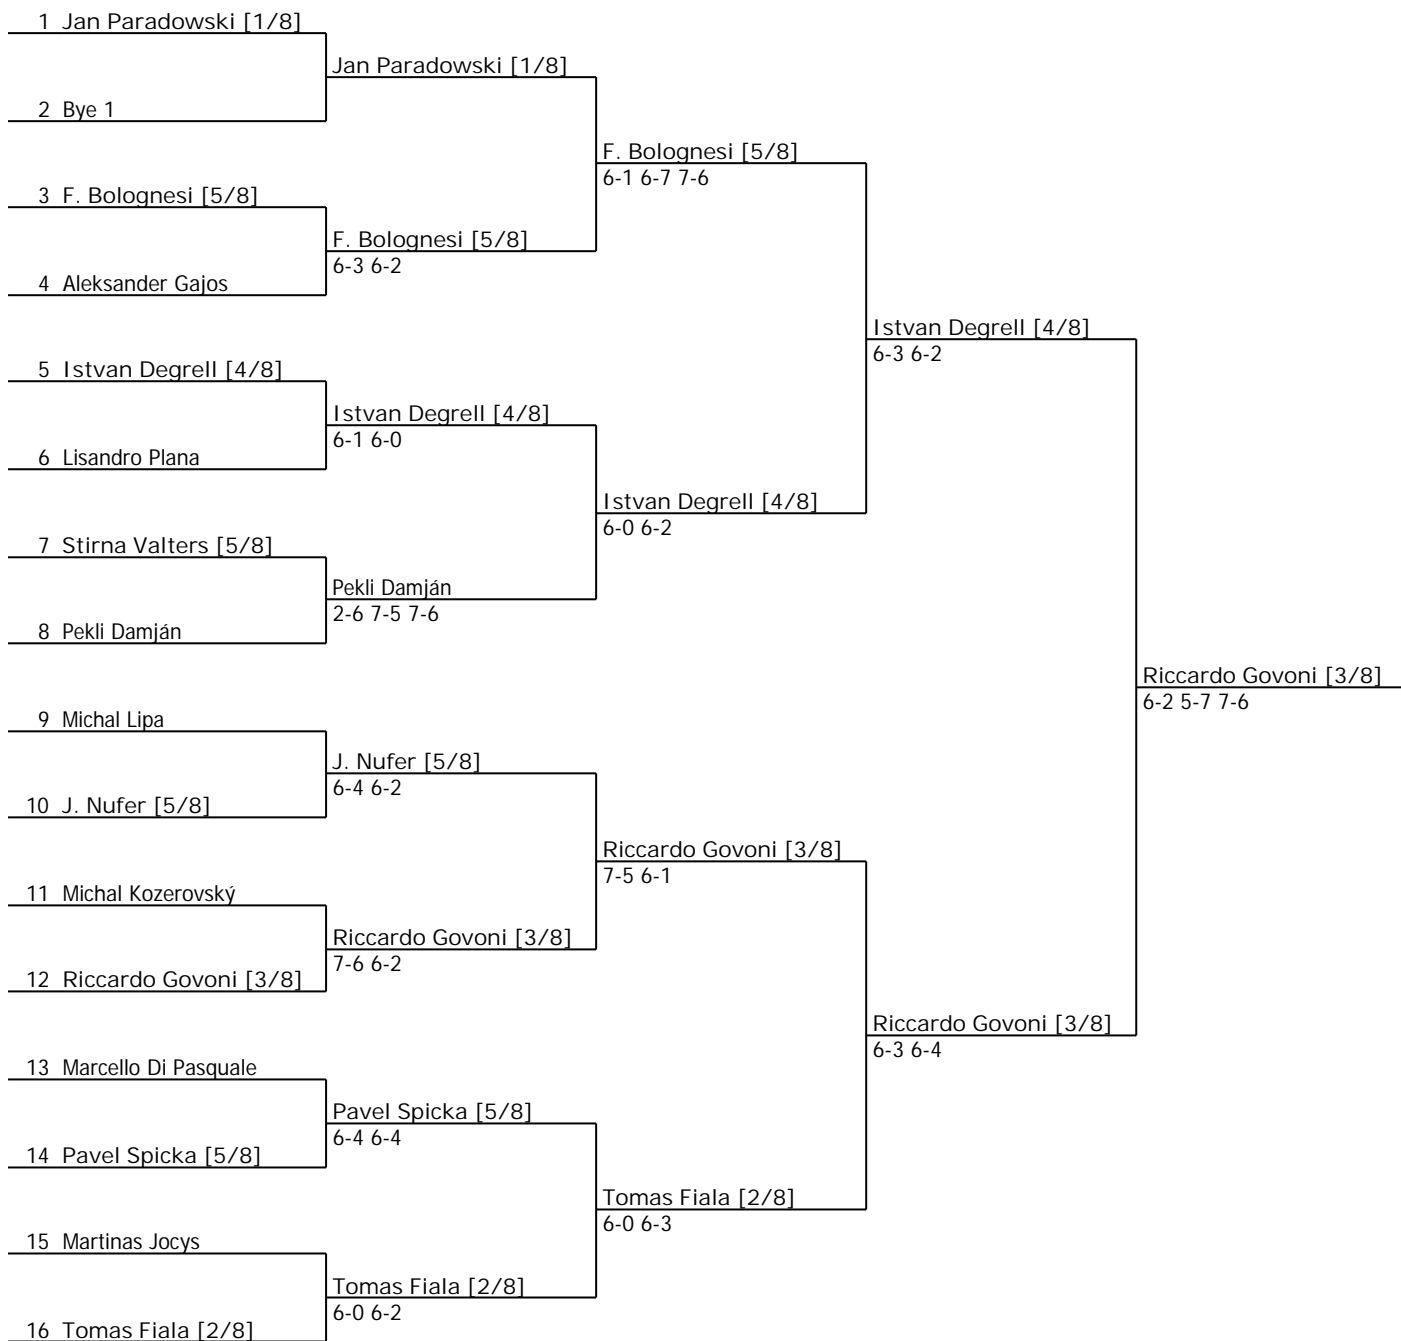 1 Jan Paradowski [1/8]
Jan Paradowski [1/8]
2 Bye 1
F. Bolognesi [5/8]
6-1 6-7 7-6
3 F. Bolognesi [5/8]
F. Bolognesi [5/8]
6-3 6-2
4 Aleksander Gajos
Istvan Degrell [4/8]
6-3 6-2
5 Istvan Degrell [4/8]
Istvan Degrell [4/8]
6-1 6-0
6 Lisandro Plana
Istvan Degrell [4/8]
6-0 6-2
7 Stirna Valters [5/8]
Pekli Damján
2-6 7-5 7-6
8 Pekli Damján
Riccardo Govoni [3/8]
6-2 5-7 7-6
9 Michal Lipa
J. Nufer [5/8]
6-4 6-2
10 J. Nufer [5/8]
Riccardo Govoni [3/8]
7-5 6-1
11 Michal Kozerovský
Riccardo Govoni [3/8]
7-6 6-2
12 Riccardo Govoni [3/8]
Riccardo Govoni [3/8]
6-3 6-4
13 Marcello Di Pasquale
Pavel Spicka [5/8]
6-4 6-4
14 Pavel Spicka [5/8]
Tomas Fiala [2/8]
6-0 6-3
15 Martinas Jocys
Tomas Fiala [2/8]
6-0 6-2
16 Tomas Fiala [2/8]